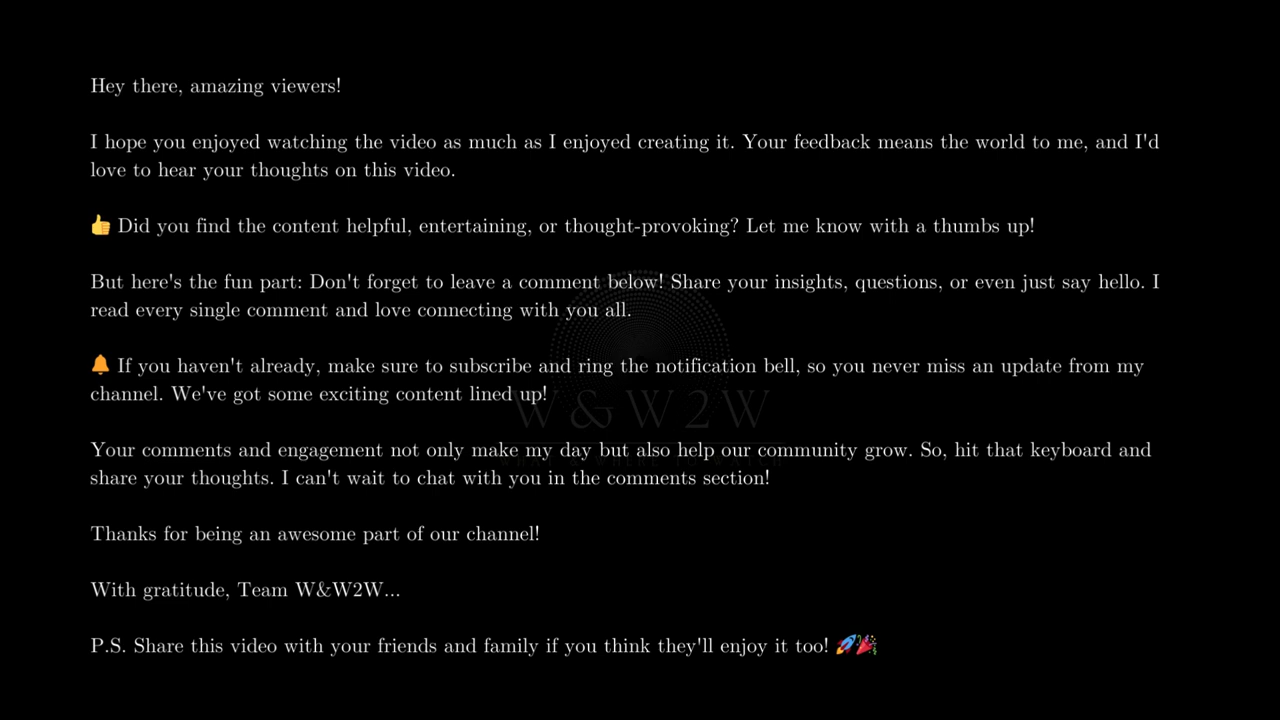 Hey there, amazing viewers!
I hope you enjoyed watching the video as much as I enjoyed creating it. Your feedback means the world to me, and I'd
love to hear your thoughts on this video.
👍 Did you find the content helpful, entertaining, or thought-provoking? Let me know with a thumbs up!
But here's the fun part: Don't forget to leave a comment below! Share your insights, questions, or even just say hello. I
read every single comment and love connecting with you all.
🔔 If you haven't already, make sure to subscribe and ring the notification bell, so you never miss an update from my
channel. We've got some exciting content lined up!
W&W2W
Your comments and engagement not only make my day but also help our community grow. So, hit that keyboard and
share your thoughts. I can't wait to chat with you in the comments section!
Thanks for being an awesome part of our channel!
With gratitude, Team W&W2W...
P.S. Share this video with your friends and family if you think they'll enjoy it too! 🚀🎉